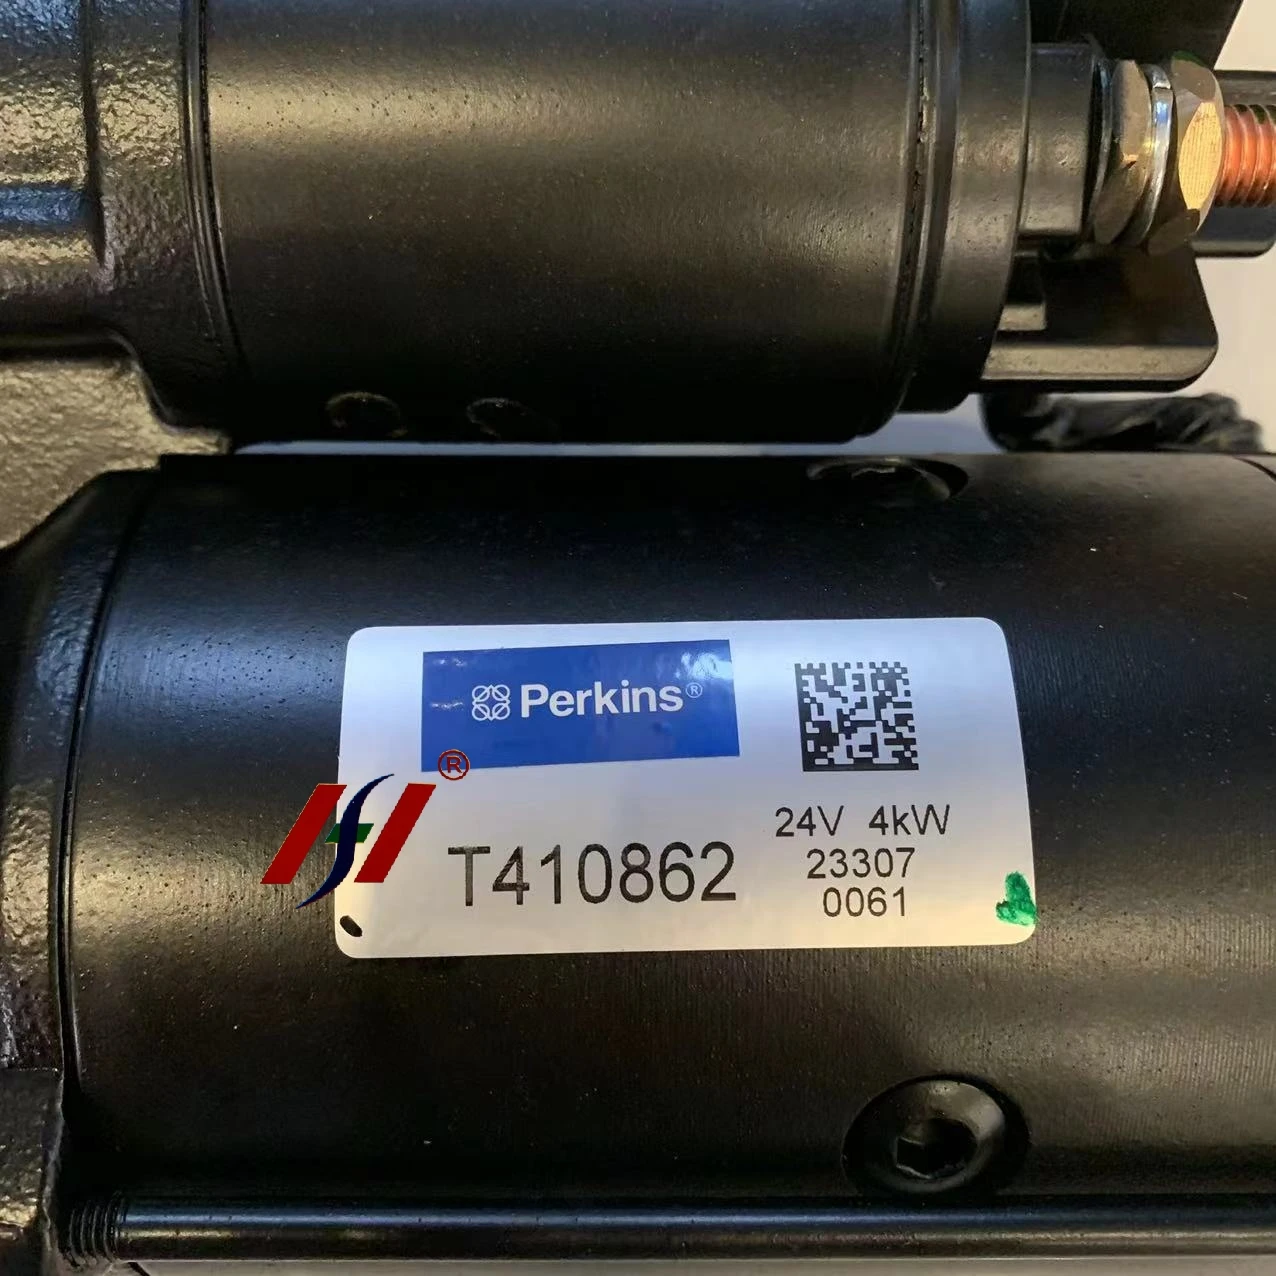 Perkins®
24V 4kW
T410862
23307
0061
H®